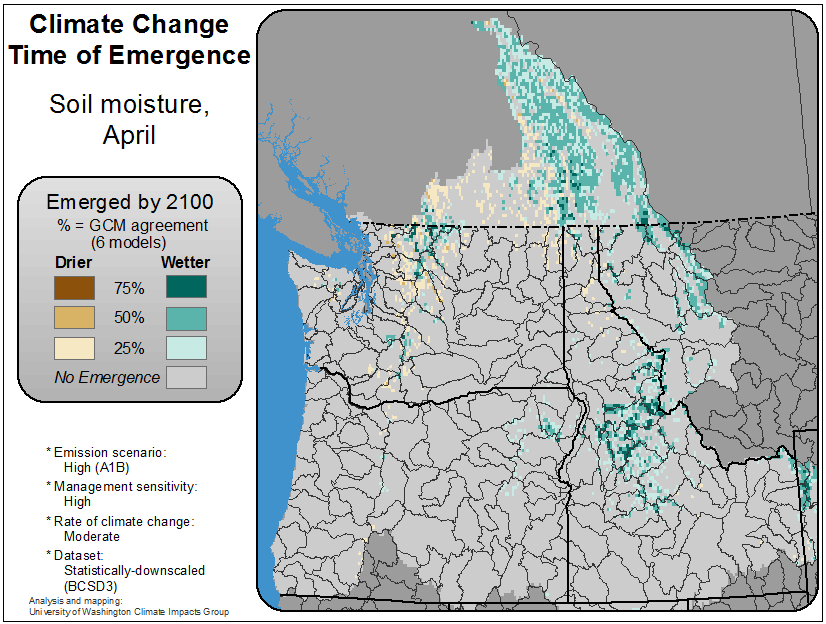 Climate Change
Time of Emergence
Soil moisture,
April
Emerged by 2100
% = GCM agreement
(6 models)
Drier Wetter
75%
50%
25%
No Emergence
* Emission scenario:
High (A1B)
* Management sensitivity:
High
* Rate of climate change:
Moderate
* Dataset:
Statistically-downscaled
(BCSD3)
Analysis and mapping:
University of Washington Climate Impacts Group